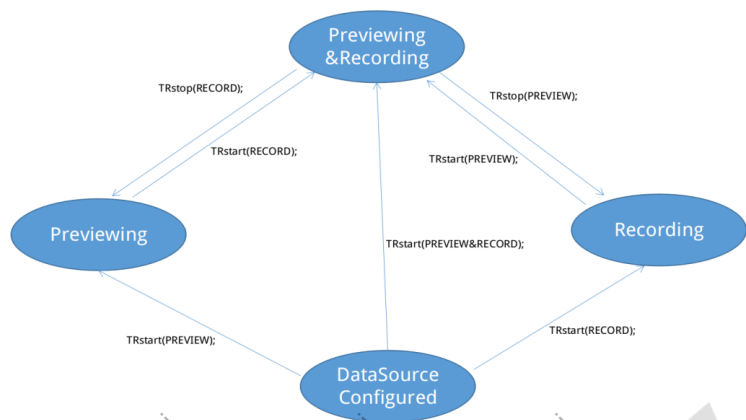 Previewing
&Recording
TRstop(RECORD);
TRstop(PREVIEW);
TRstart(RECORD);
TRstart(PREVIEW);
Previewing
Recording
TRstart(PREVIEW&RECORD);
TRstart(PREVIEW);
TRstart(RECORD);
DataSource
Configured